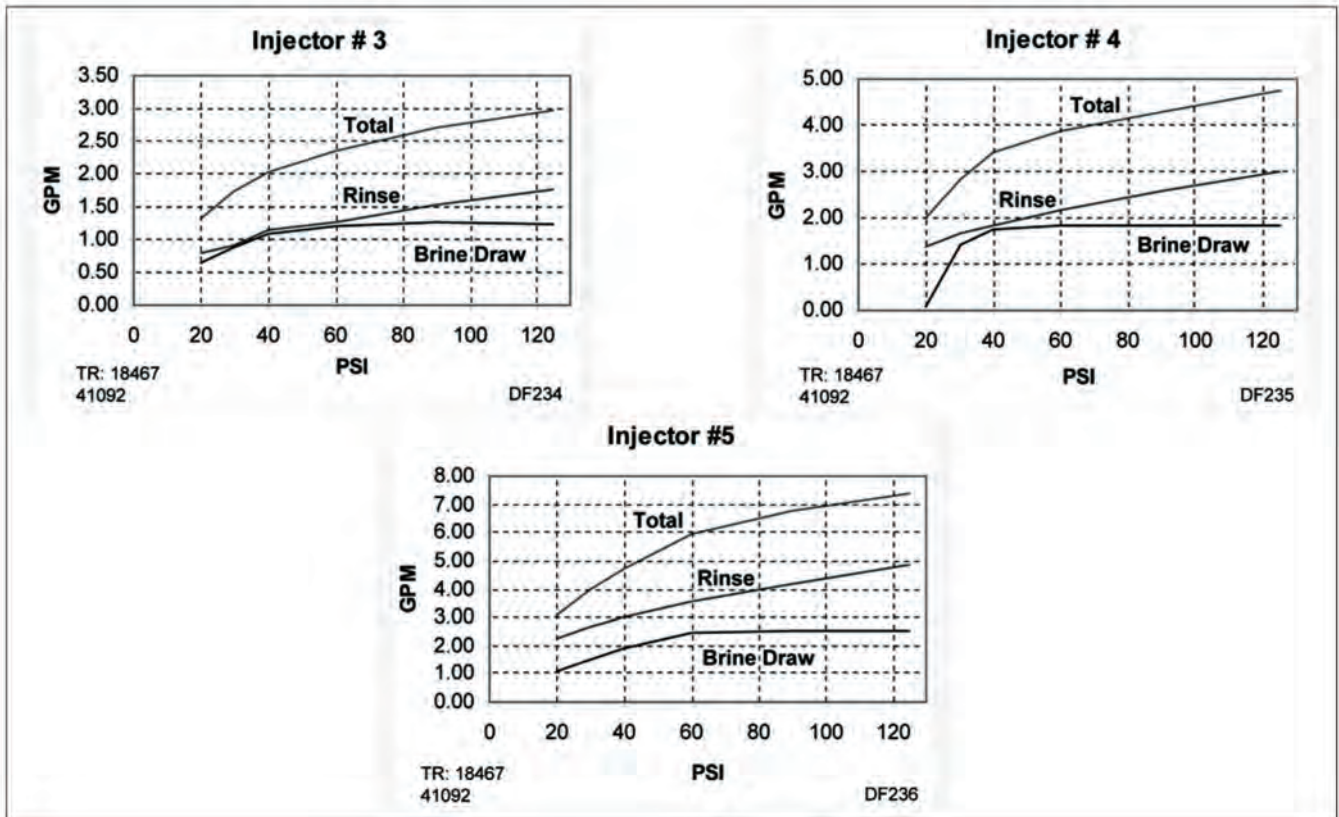 Injector # 3
3.50
3.00
2.50
2.00
1.50
1.00
0.50
0.00
GPM
Total
Rinse
Brine Draw
0 20 40 60 80 100 120
PSI
TR: 18467
41092
DF234
Injector # 4
5.00
4.00
3.00
2.00
1.00
0.00
GPM
Total
Rinse
Brine Draw
0 20 40 60 80 100 120
PSI
TR: 18467
41092
DF235
Injector #5
8.00
7.00
6.00
5.00
4.00
3.00
2.00
1.00
0.00
GPM
Total
Rinse
Brine Draw
0 20 40 60 80 100 120
PSI
TR: 18467
41092
DF236